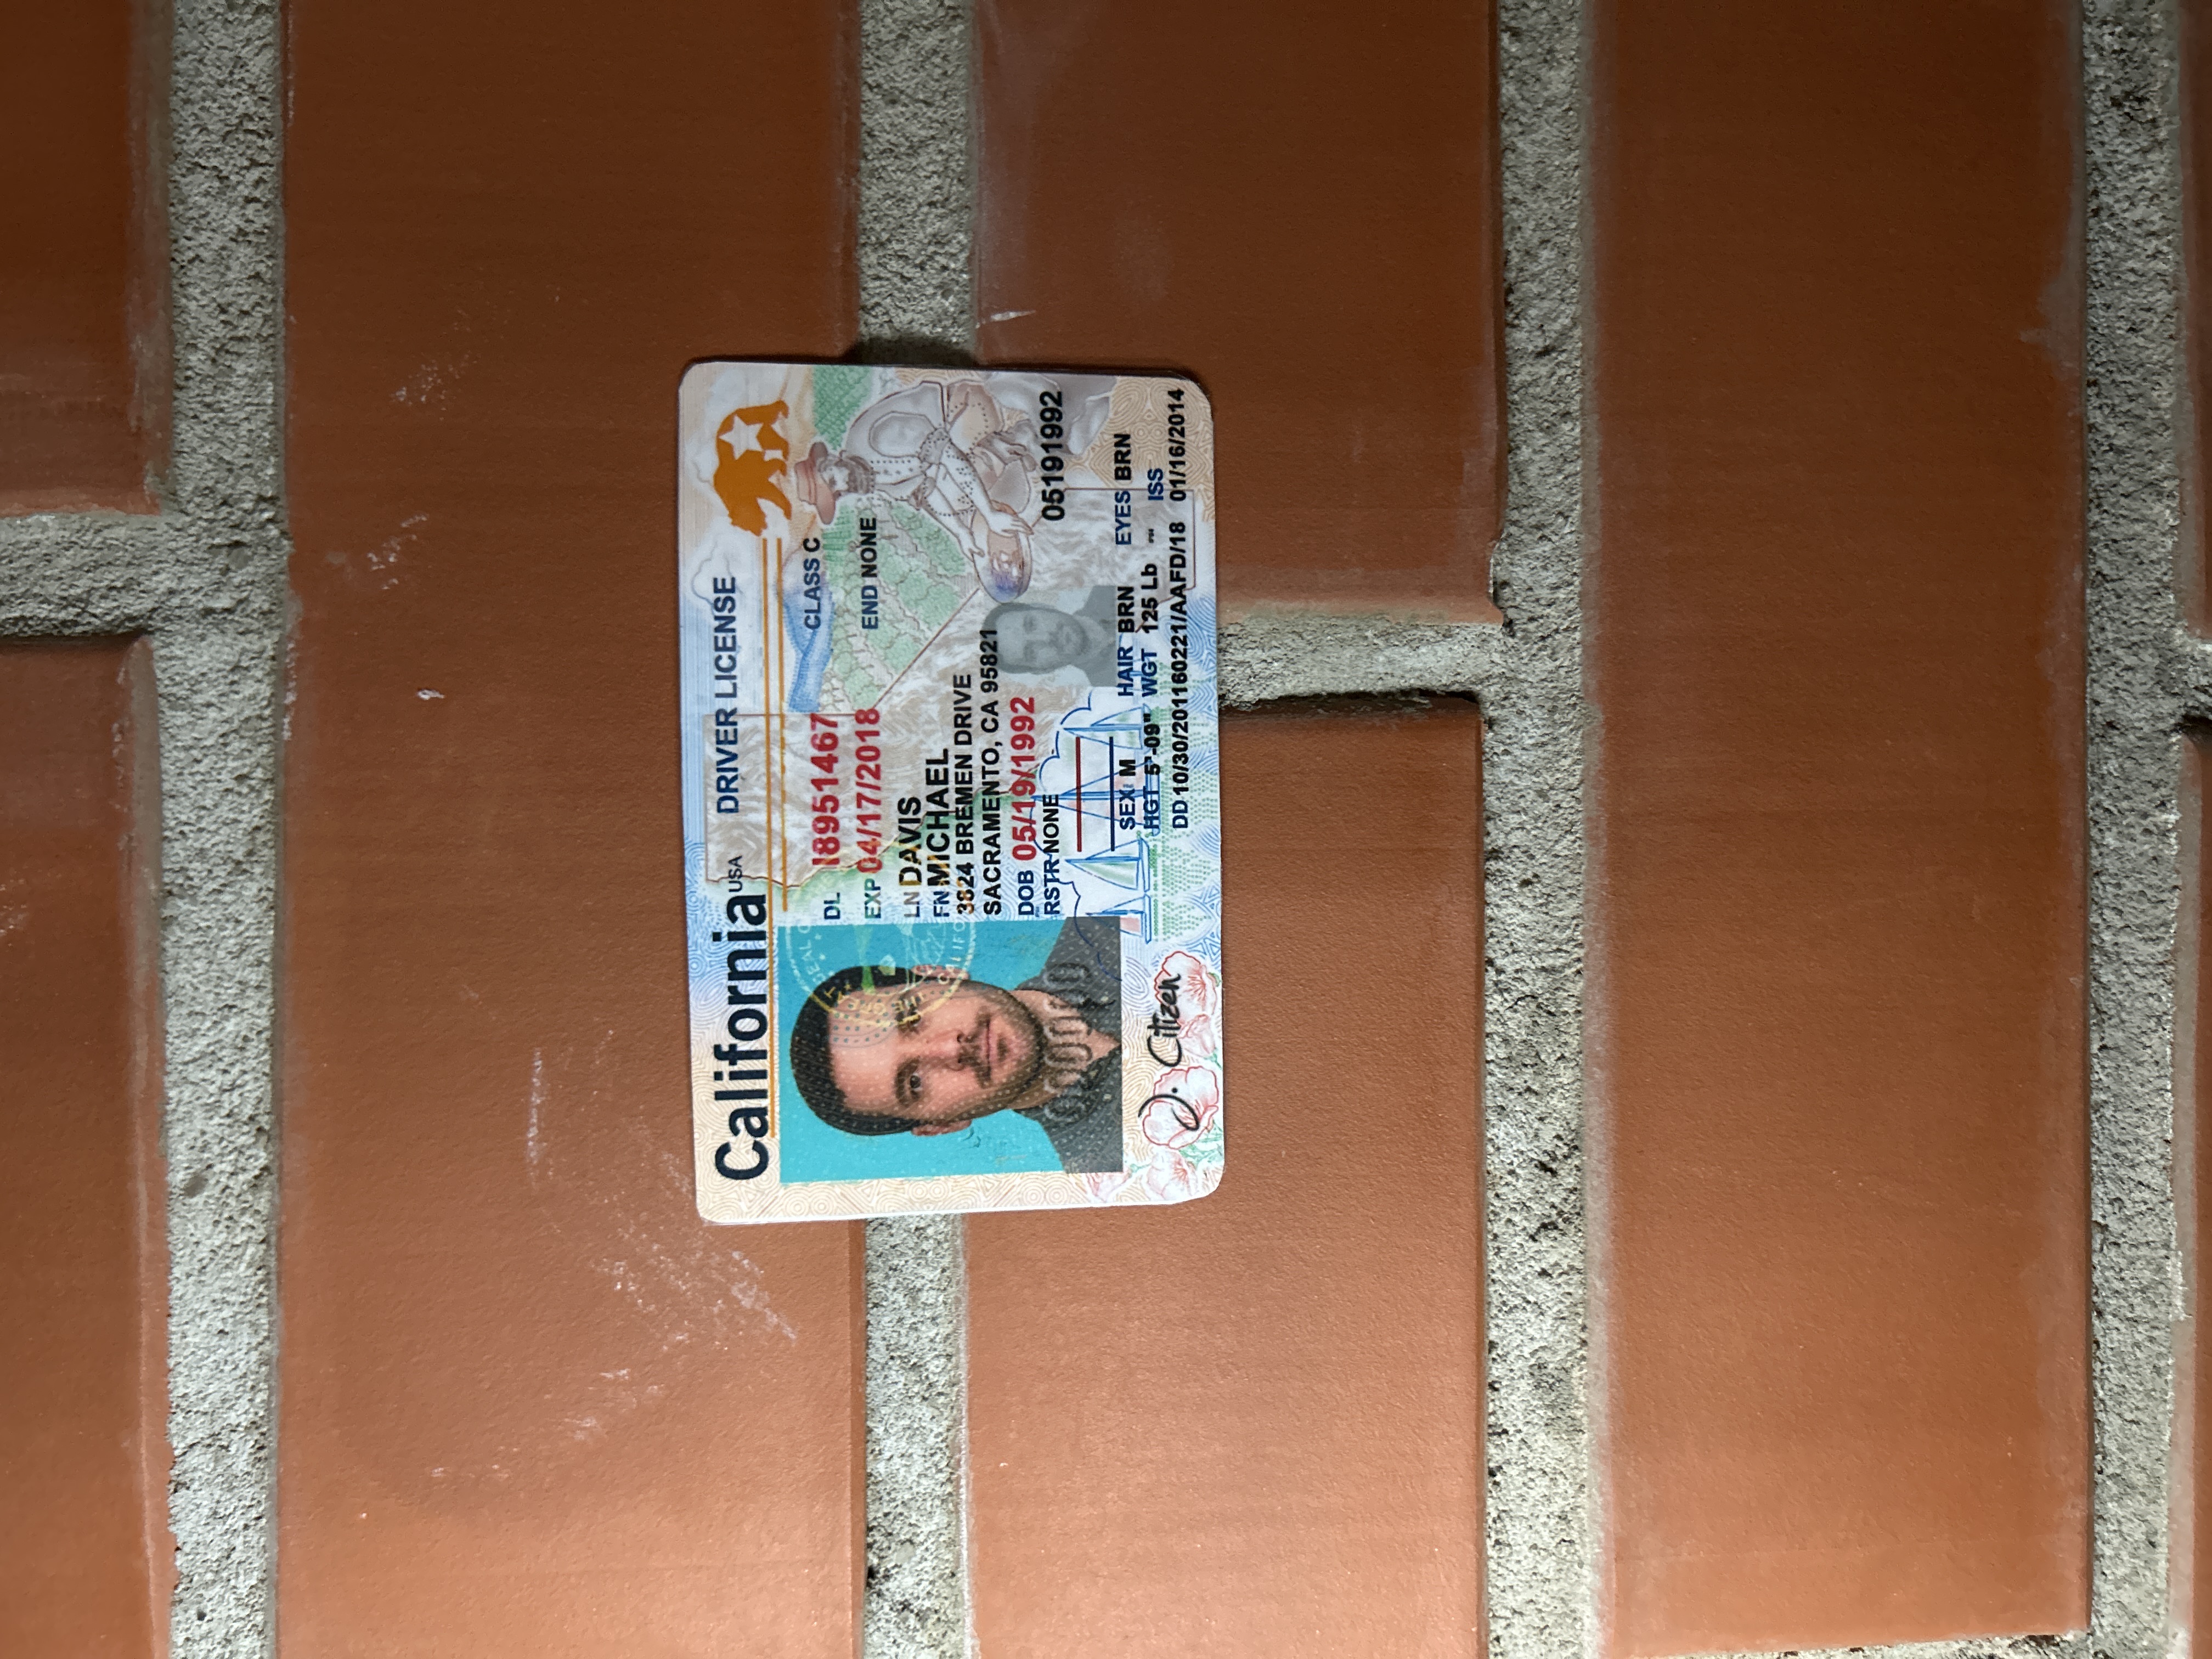 California USA DRIVER LICENSE
DL I8951467 CLASS C
EXP 04/17/2018 END NONE
LN DAVIS
FN MICHAEL
3824 BREMEN DRIVE
SACRAMENTO, CA 95821
DOB 05/19/1992
RSTR NONE 05191992
SEX M HAIR BRN EYES BRN
HGT 5'-09" WGT 125 Lb ISS
DD 10/30/201160221/AAFD/18 01/16/2014
J. Citizen